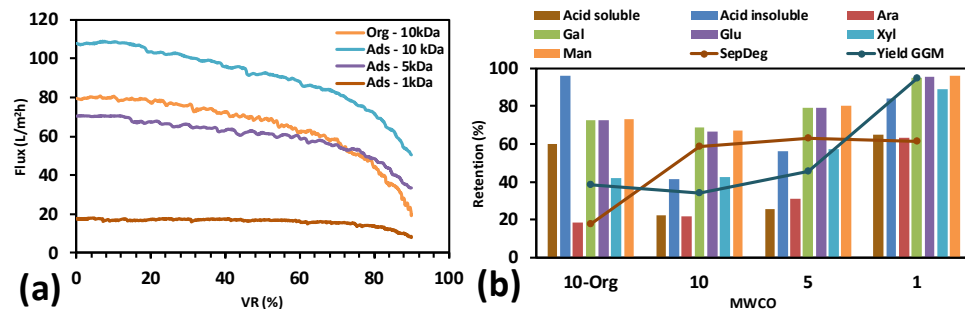 120
100
80
60
40
20
0
Flux (L/m²h)
0 20 40 60 80 100
VR (%)
Org - 10kDa
Ads - 10 kDa
Ads - 5kDa
Ads - 1kDa
(a)
Acid soluble Acid insoluble Ara
Gal Glu Xyl
Man SepDeg Yield GGM
100
80
60
40
20
0
Retention (%)
10-Org 10 5 1
MWCO
(b)